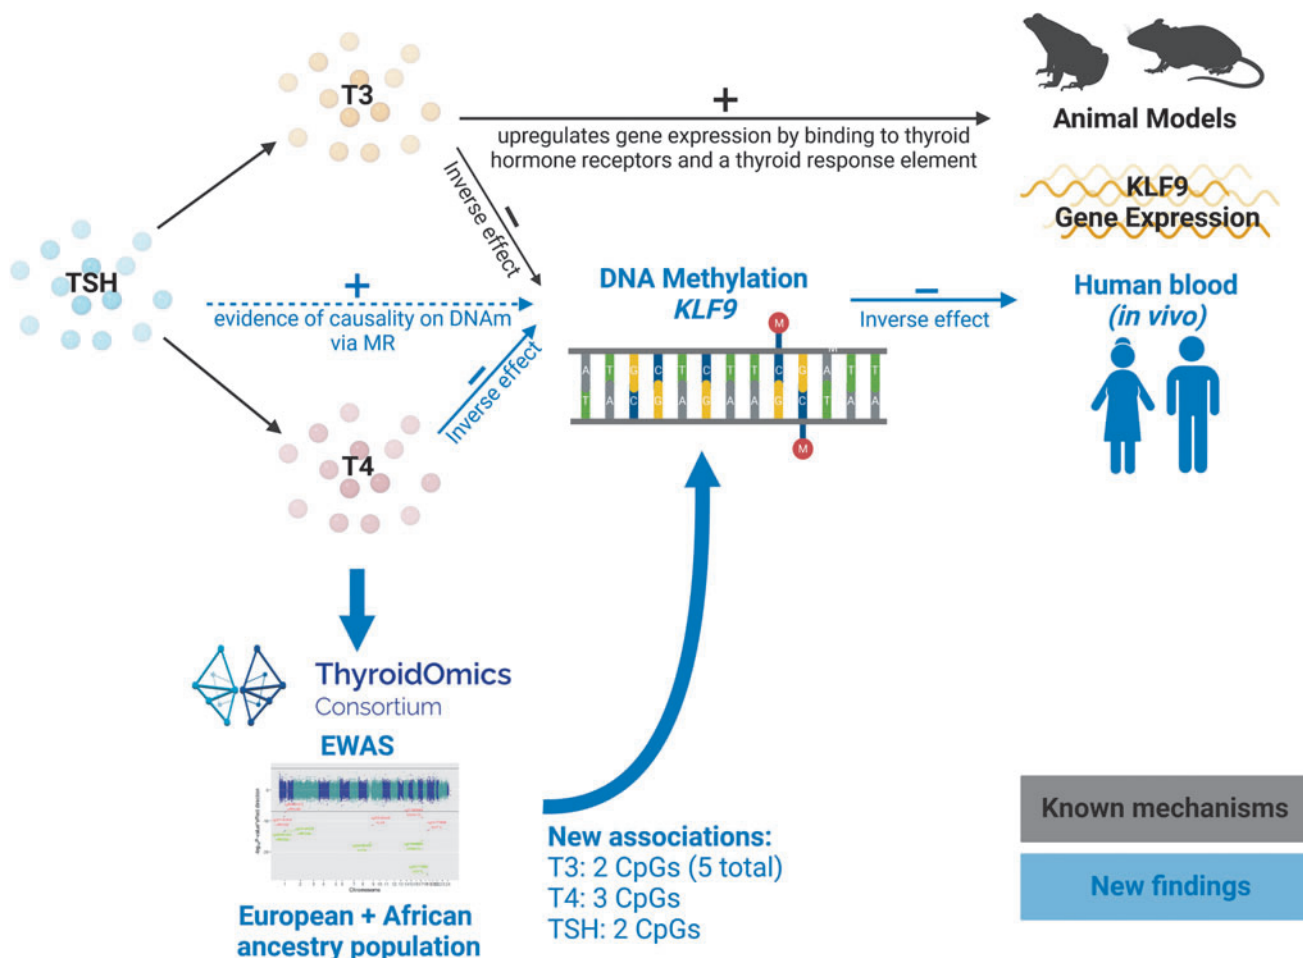 T3
+
upregulates gene expression by binding to thyroid
hormone receptors and a thyroid response element
Animal Models
KLF9
Gene Expression
Inverse effect
−
TSH
+
evidence of causality on DNAm
via MR
−
Inverse effect
T4
DNA Methylation
KLF9
M
A T G C T C T T C G A T T
T A C G A G A A G C T A A
M
−
Inverse effect
Human blood
(in vivo)
ThyroidOmics
Consortium
EWAS
Chromosome
European + African
ancestry population
New associations:
T3: 2 CpGs (5 total)
T4: 3 CpGs
TSH: 2 CpGs
Known mechanisms
New findings